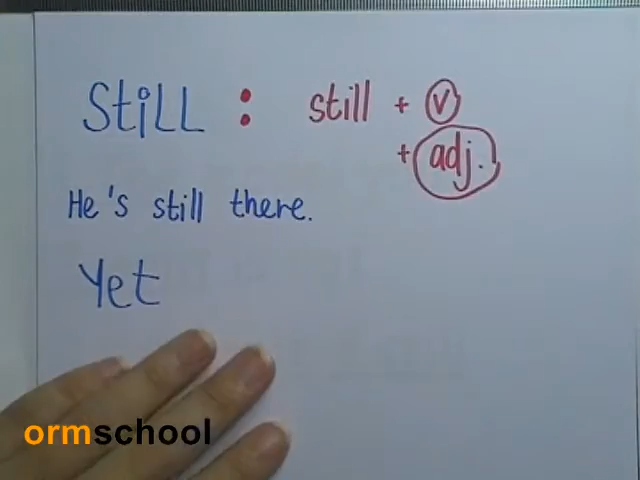 STiLL : still + v
+ adj.
He's still there.
Yet
ormschool